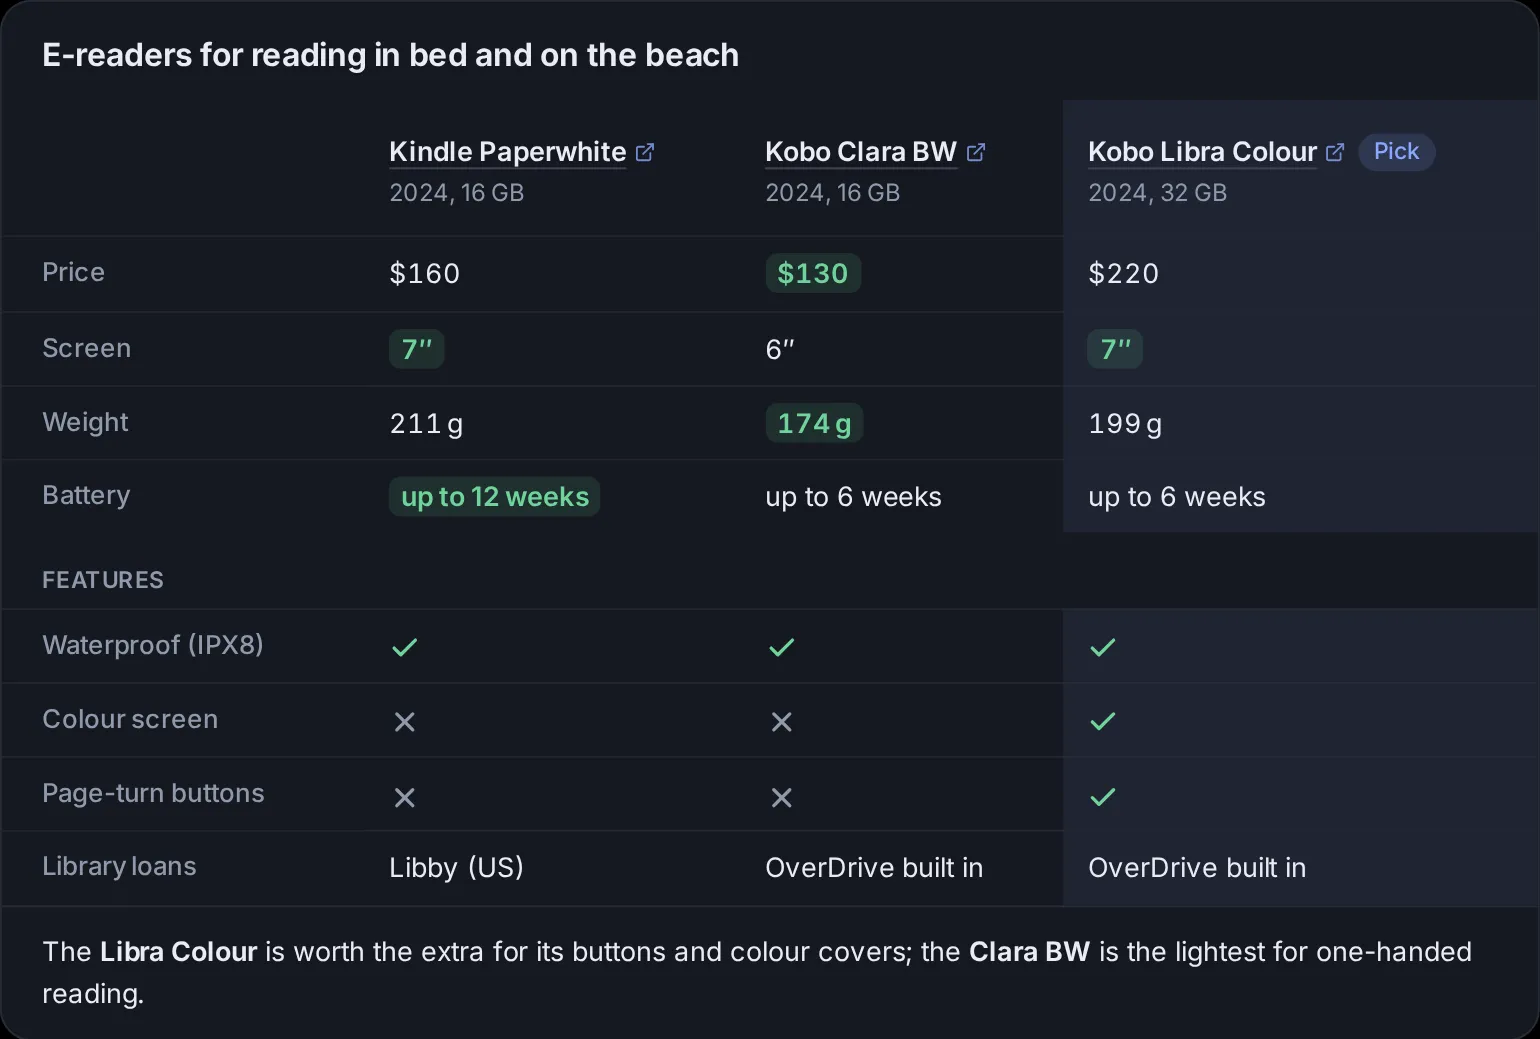 E-readers for reading in bed and on the beach
Kindle Paperwhite Kobo Clara BW Kobo Libra Colour Pick
2024, 16 GB 2024, 16 GB 2024, 32 GB
Price $160 $130 $220
Screen 7″ 6″ 7″
Weight 211 g 174 g 199 g
Battery up to 12 weeks up to 6 weeks up to 6 weeks
FEATURES
Waterproof (IPX8) ✓ ✓ ✓
Colour screen ✕ ✕ ✓
Page-turn buttons ✕ ✕ ✓
Library loans Libby (US) OverDrive built in OverDrive built in
The Libra Colour is worth the extra for its buttons and colour covers; the Clara BW is the lightest for one-handed
reading.